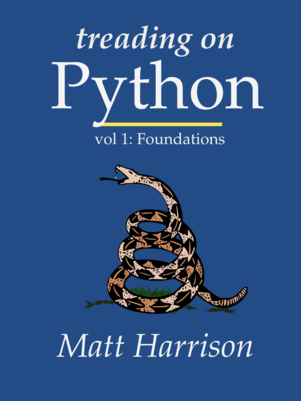 treading on
Python
vol 1: Foundations
Matt Harrison